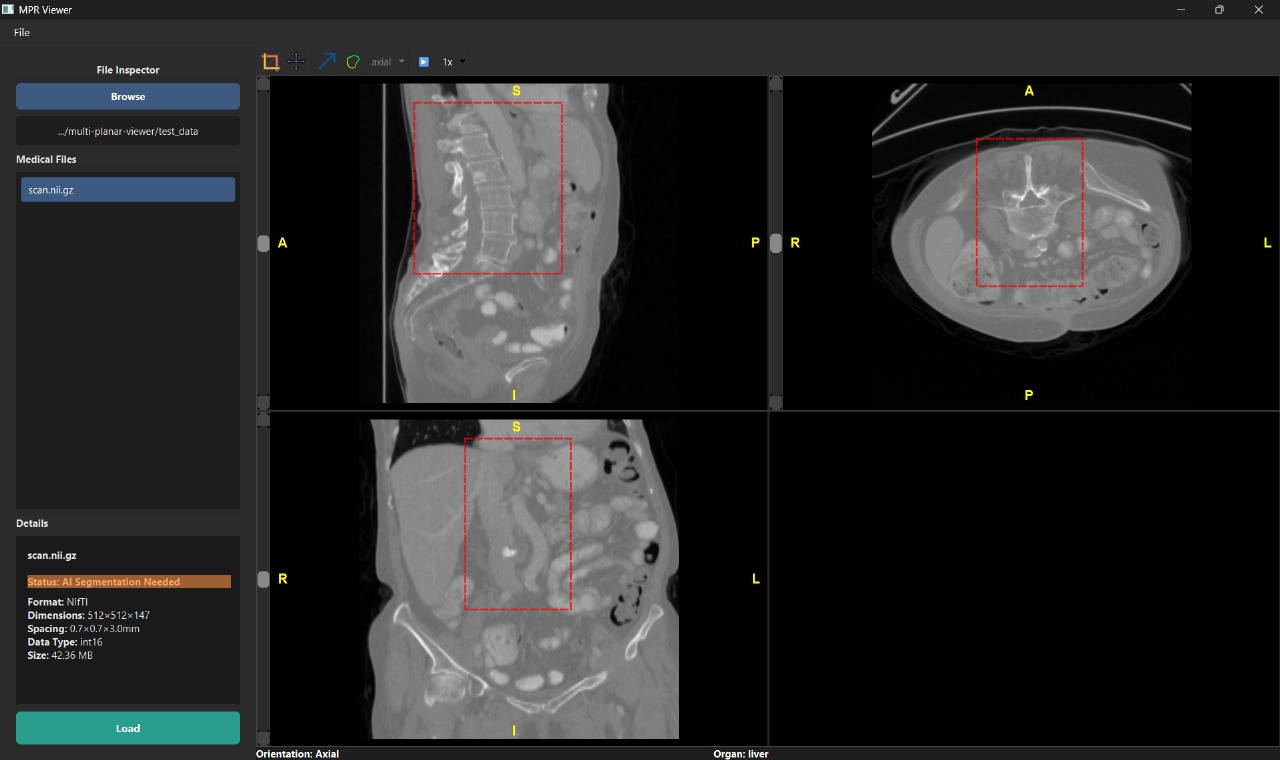 MPR Viewer
File
File Inspector
Browse
.../multi-planar-viewer/test_data
Medical Files
scan.nii.gz
Details
scan.nii.gz
Status: AI Segmentation Needed
Format: NIfTI
Dimensions: 512×512×147
Spacing: 0.7×0.7×3.0mm
Data Type: int16
Size: 42.36 MB
Load
axial
1x
S
A
P
I
A
R
L
P
S
R
L
I
Orientation: Axial
Organ: liver